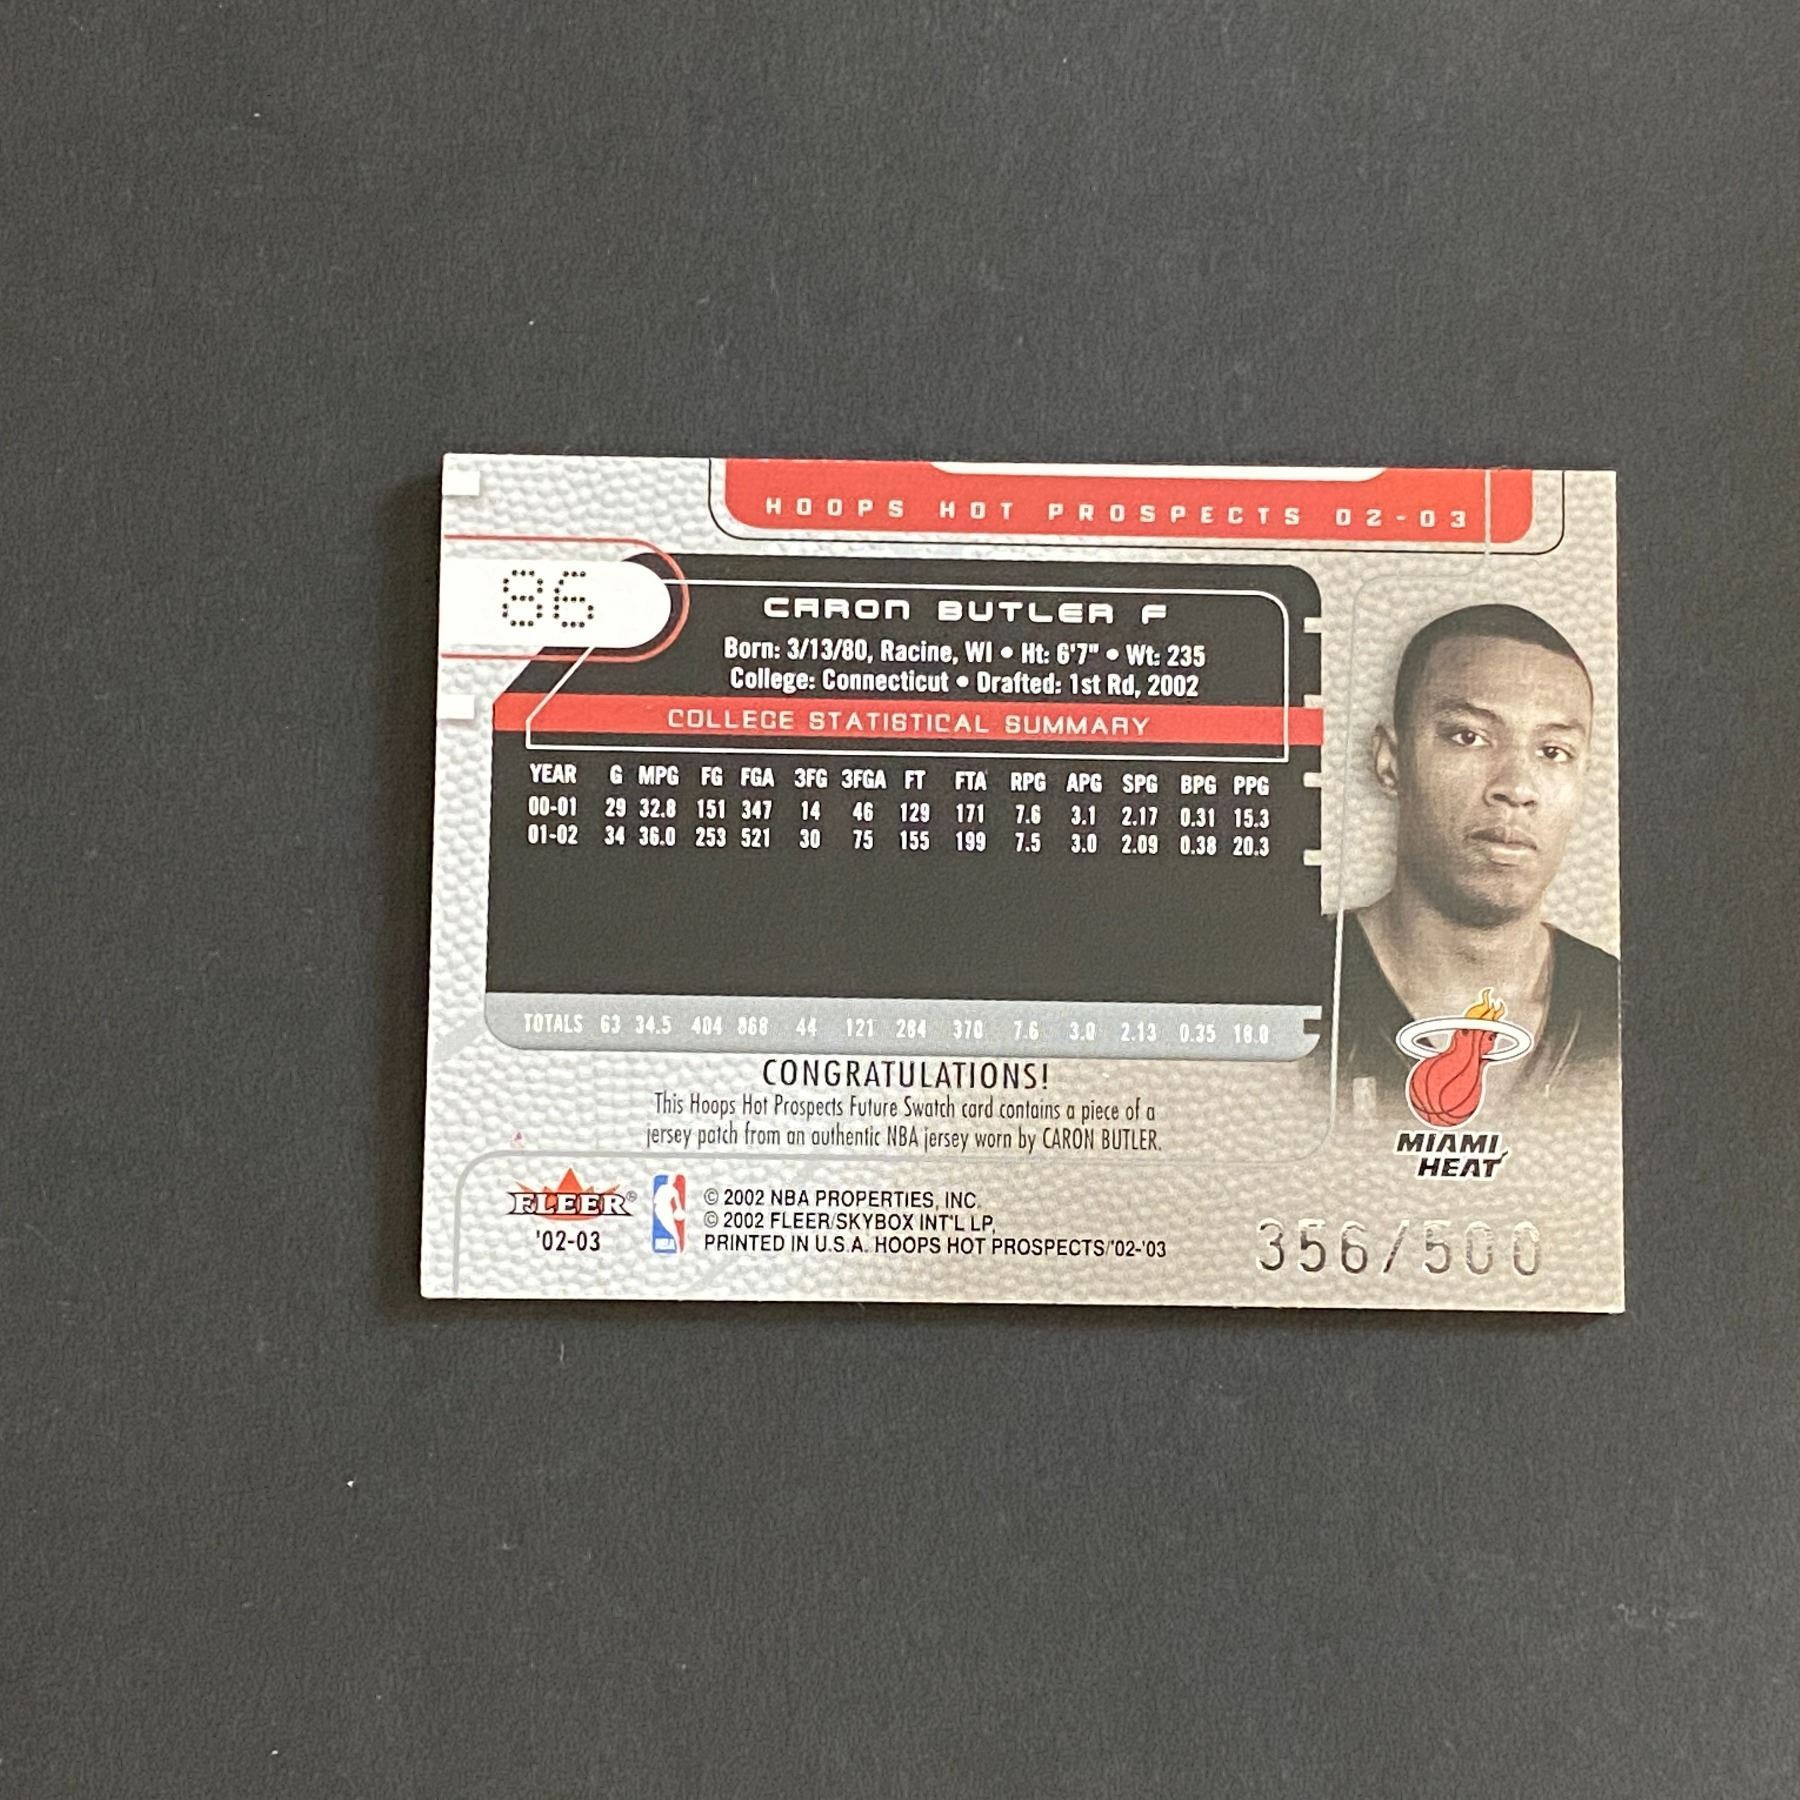 HOOPS HOT PROSPECTS 02-03
86
CARON BUTLER F
Born: 3/13/80, Racine, WI • Ht: 6'7" • Wt: 235
College: Connecticut • Drafted: 1st Rd, 2002
COLLEGE STATISTICAL SUMMARY
YEAR G MPG FG FGA 3FG 3FGA FT FTA RPG APG SPG BPG PPG
00-01 29 32.8 151 347 14 46 129 171 7.6 3.1 2.17 0.31 15.3
01-02 34 36.0 253 521 30 75 155 199 7.5 3.0 2.09 0.38 20.3
TOTALS 63 34.5 404 868 44 121 284 370 7.6 3.0 2.13 0.35 18.0
CONGRATULATIONS!
This Hoops Hot Prospects Future Swatch card contains a piece of a
jersey patch from an authentic NBA jersey worn by CARON BUTLER.
MIAMI
HEAT
FLEER®
'02-03
NBA
© 2002 NBA PROPERTIES, INC.
© 2002 FLEER/SKYBOX INT'L LP,
PRINTED IN U.S.A. HOOPS HOT PROSPECTS/'02-'03
356/500